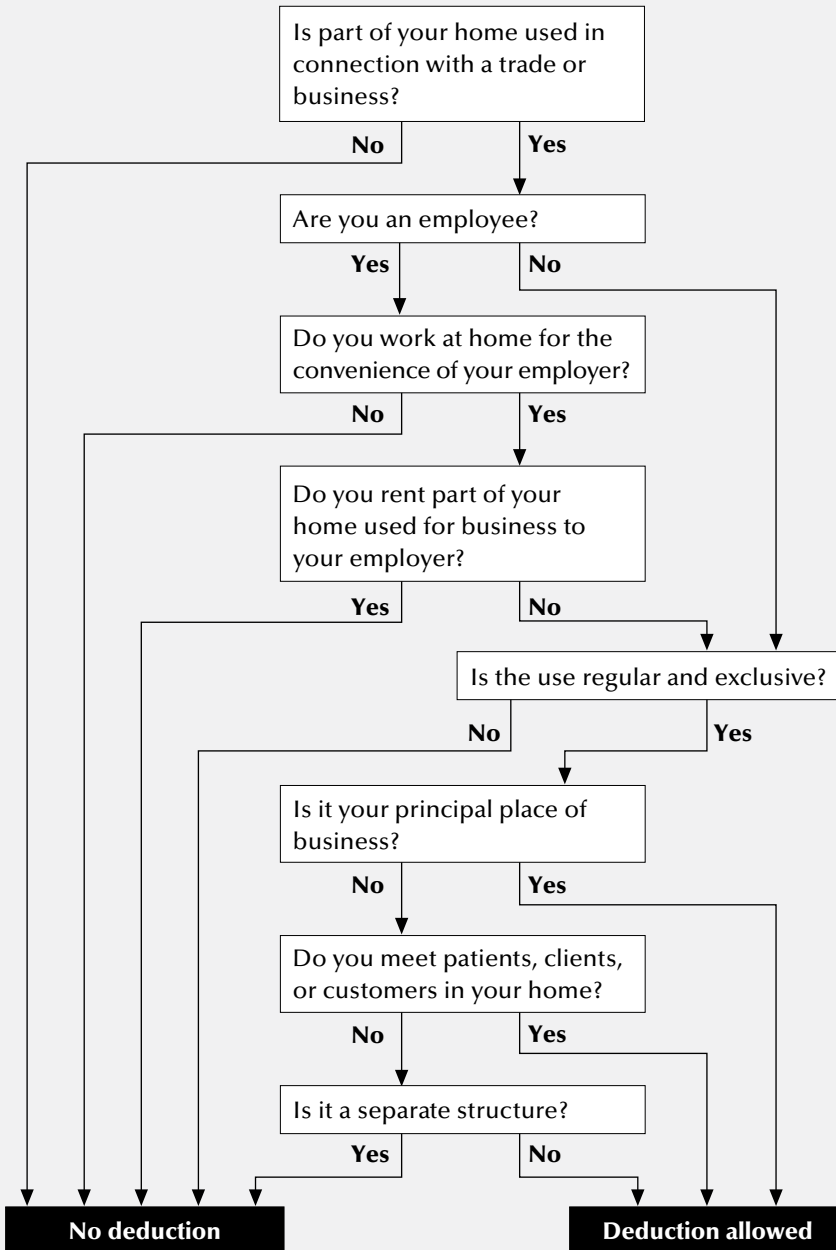 Is part of your home used in
connection with a trade or
business?
No
Yes
Are you an employee?
Yes
No
Do you work at home for the
convenience of your employer?
No
Yes
Do you rent part of your
home used for business to
your employer?
Yes
No
Is the use regular and exclusive?
No
Yes
Is it your principal place of
business?
No
Yes
Do you meet patients, clients,
or customers in your home?
No
Yes
Is it a separate structure?
Yes
No
No deduction
Deduction allowed